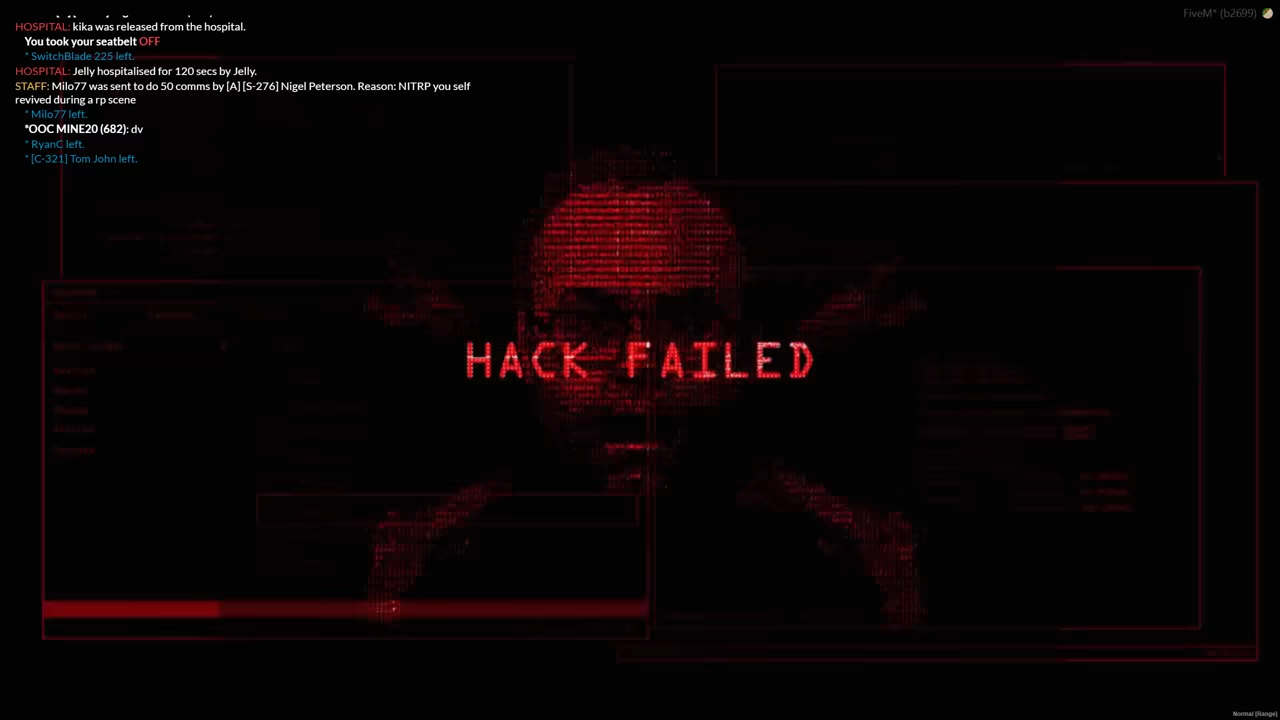 HOSPITAL: kika was released from the hospital.
You took your seatbelt OFF
* SwitchBlade 225 left.
HOSPITAL: Jelly hospitalised for 120 secs by Jelly.
STAFF: Milo77 was sent to do 50 comms by [A] [S-276] Nigel Peterson. Reason: NITRP you self
revived during a rp scene
* Milo77 left.
*OOC MINE20 (682): dv
* RyanC left.
* [C-321] Tom John left.
FiveM* (b2699)
HACK FAILED
Normal [Range]